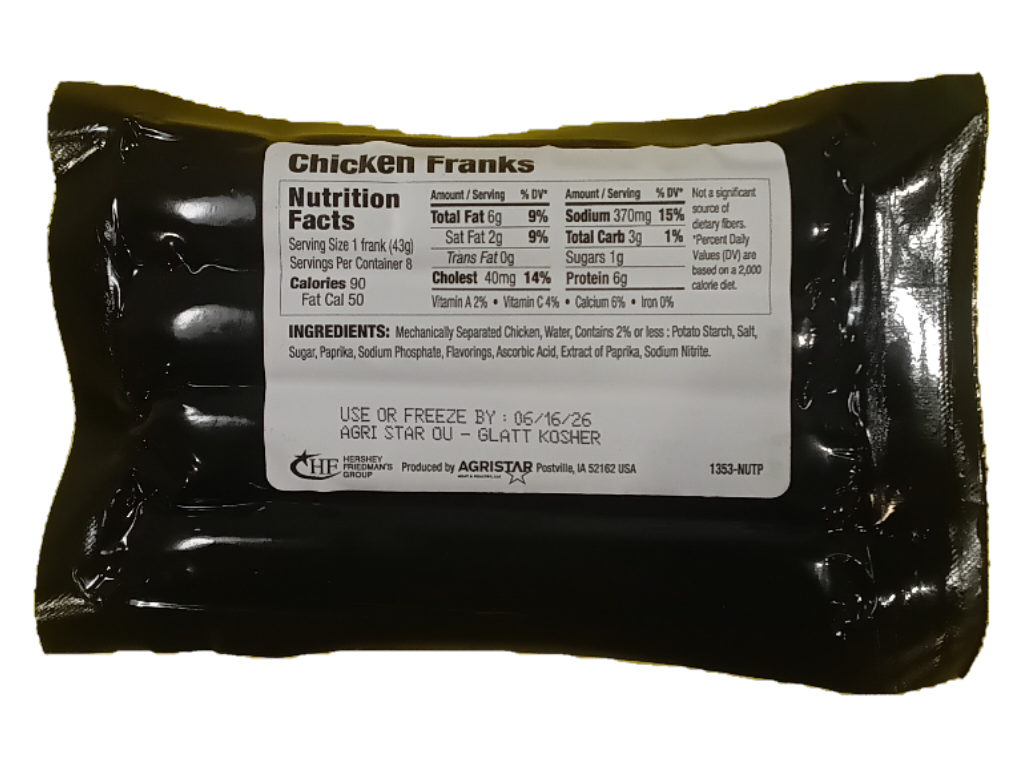 Chicken Franks
Nutrition
Facts
Serving Size 1 frank (43g)
Servings Per Container 8
Calories 90
Fat Cal 50
Amount / Serving % DV*
Total Fat 6g 9%
Sat Fat 2g 9%
Trans Fat 0g
Cholest 40mg 14%
Amount / Serving % DV*
Sodium 370mg 15%
Total Carb 3g 1%
Sugars 1g
Protein 6g
Vitamin A 2% • Vitamin C 4% • Calcium 6% • Iron 0%
Not a significant
source of
dietary fibers.
*Percent Daily
Values (DV) are
based on a 2,000
calorie diet.
INGREDIENTS: Mechanically Separated Chicken, Water, Contains 2% or less : Potato Starch, Salt,
Sugar, Paprika, Sodium Phosphate, Flavorings, Ascorbic Acid, Extract of Paprika, Sodium Nitrite.
USE OR FREEZE BY : 06/16/26
AGRI STAR OU - GLATT KOSHER
HF HERSHEY
FRIEDMAN'S
GROUP
Produced by AGRISTAR Postville, IA 52162 USA
1353-NUTP